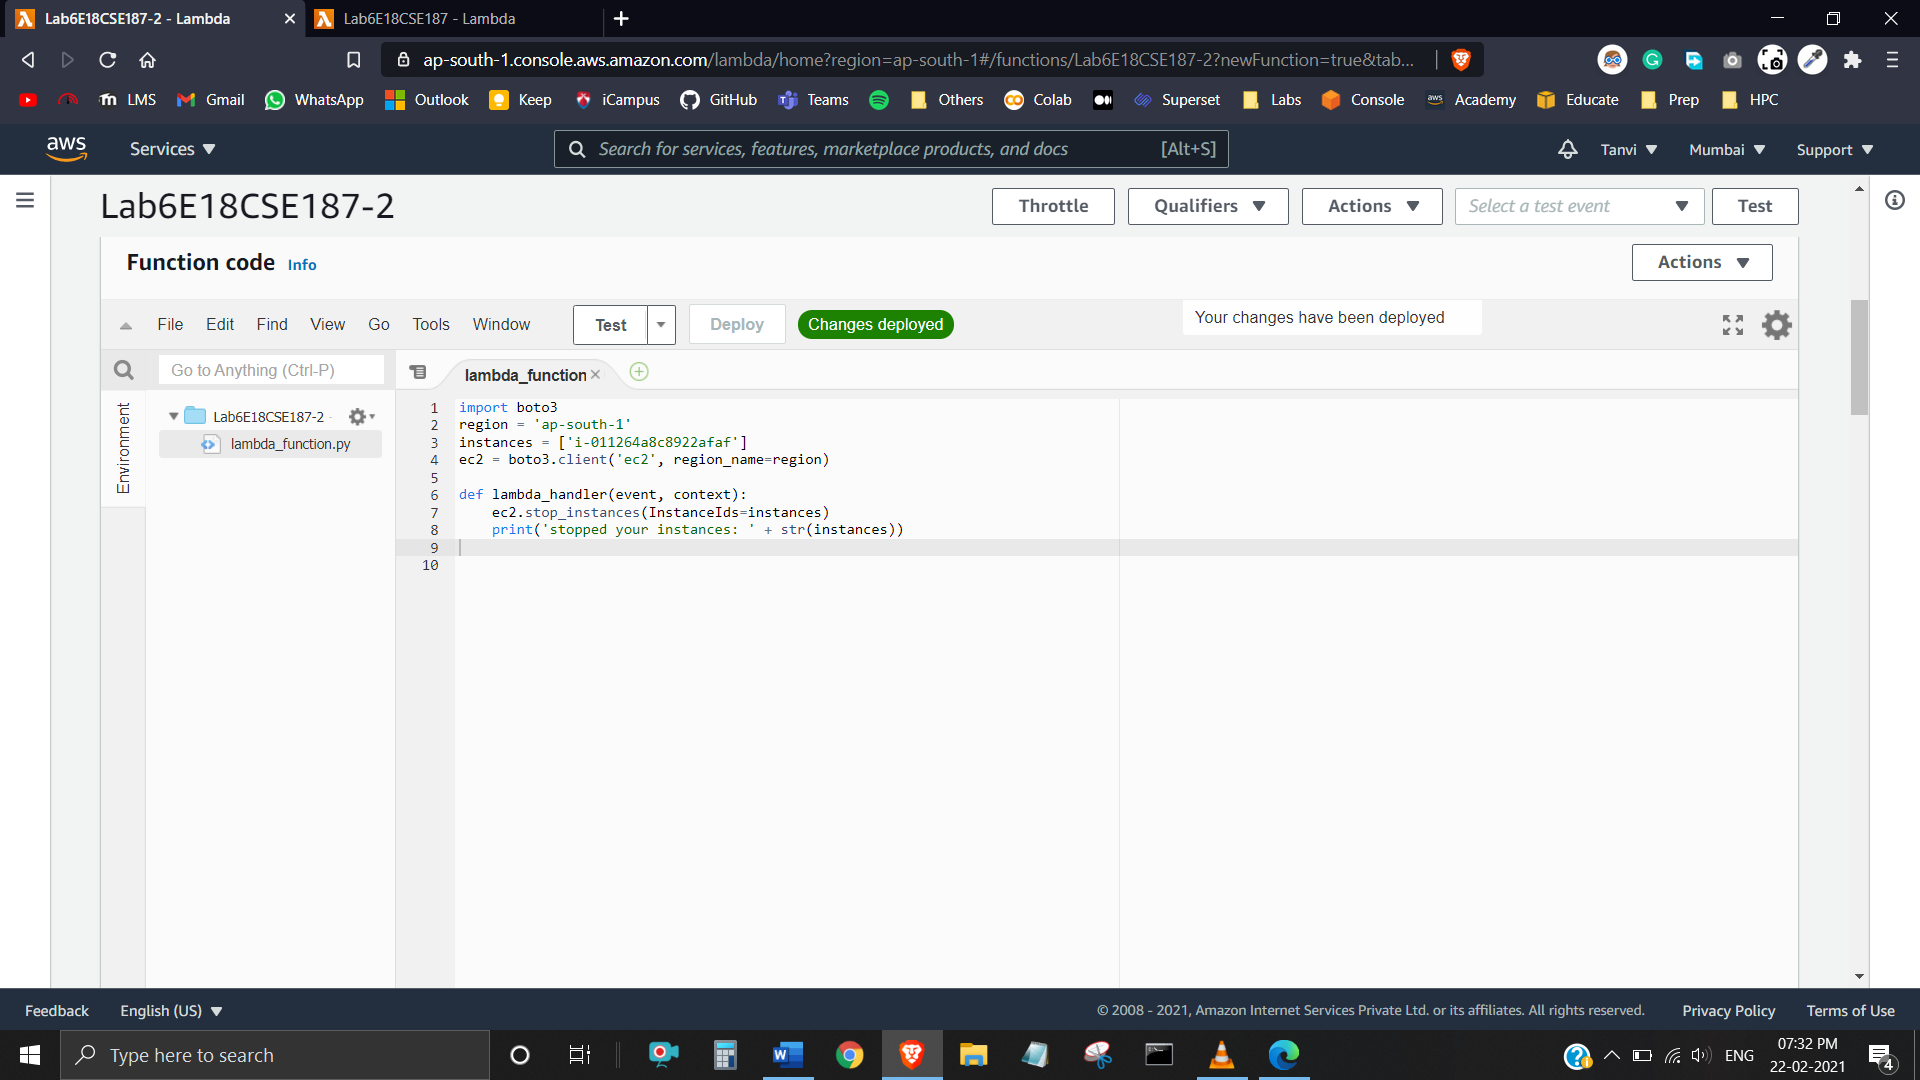 Lab6E18CSE187-2 - Lambda
Lab6E18CSE187 - Lambda
ap-south-1.console.aws.amazon.com/lambda/home?region=ap-south-1#/functions/Lab6E18CSE187-2?newFunction=true&tab...
LMS Gmail WhatsApp Outlook Keep iCampus GitHub Teams Others Colab Superset Labs Console aws Academy Educate Prep HPC
aws Services Search for services, features, marketplace products, and docs [Alt+S] Tanvi Mumbai Support
Lab6E18CSE187-2 Throttle Qualifiers Actions Select a test event Test
Function code Info Actions
File Edit Find View Go Tools Window Test Deploy Changes deployed Your changes have been deployed
Go to Anything (Ctrl-P) lambda_function
Environment
Lab6E18CSE187-2 -
lambda_function.py
1 import boto3
2 region = 'ap-south-1'
3 instances = ['i-011264a8c8922afaf']
4 ec2 = boto3.client('ec2', region_name=region)
5
6 def lambda_handler(event, context):
7 ec2.stop_instances(InstanceIds=instances)
8 print('stopped your instances: ' + str(instances))
9
10
Feedback English (US) © 2008 - 2021, Amazon Internet Services Private Ltd. or its affiliates. All rights reserved. Privacy Policy Terms of Use
Type here to search ENG 07:32 PM
22-02-2021 4